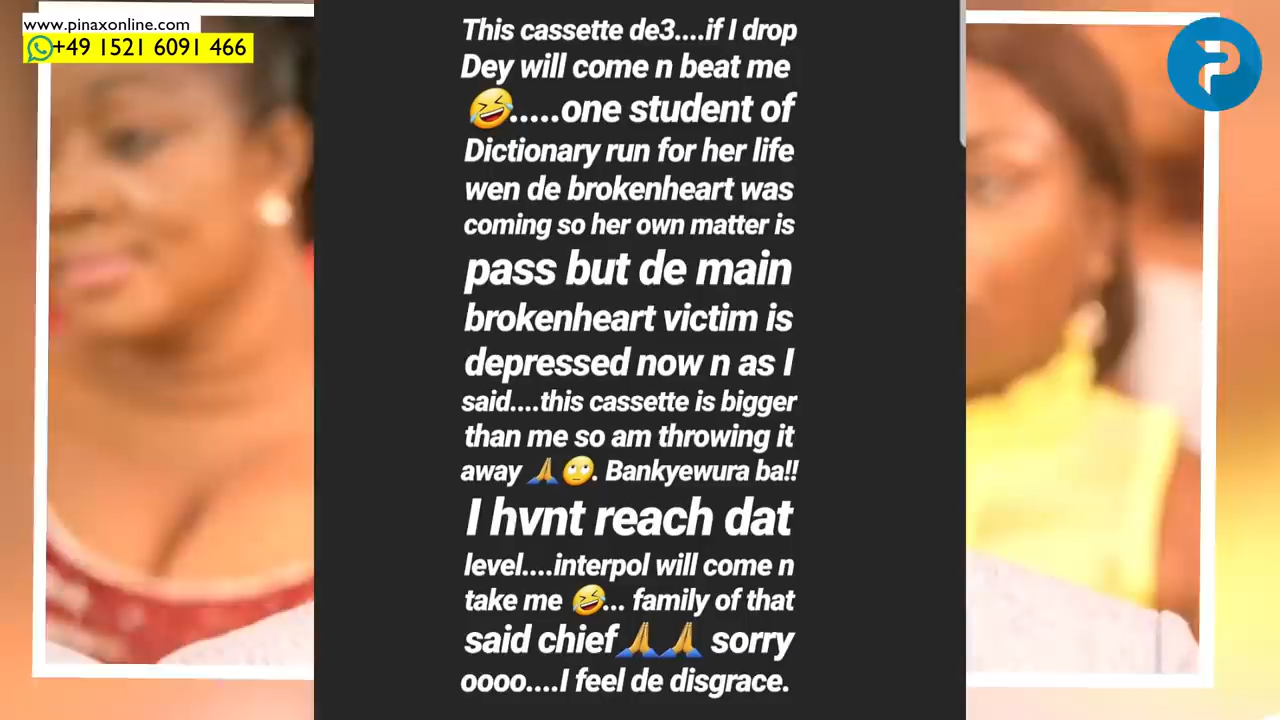 www.pinaxonline.com
+49 1521 6091 466
This cassette de3....if I drop
Dey will come n beat me
🤣.....one student of
Dictionary run for her life
wen de brokenheart was
coming so her own matter is
pass but de main
brokenheart victim is
depressed now n as I
said....this cassette is bigger
than me so am throwing it
away 🙏🙄. Bankyewura ba!!
I hvnt reach dat
level....interpol will come n
take me 🤣... family of that
said chief🙏🙏 sorry
oooo....I feel de disgrace.